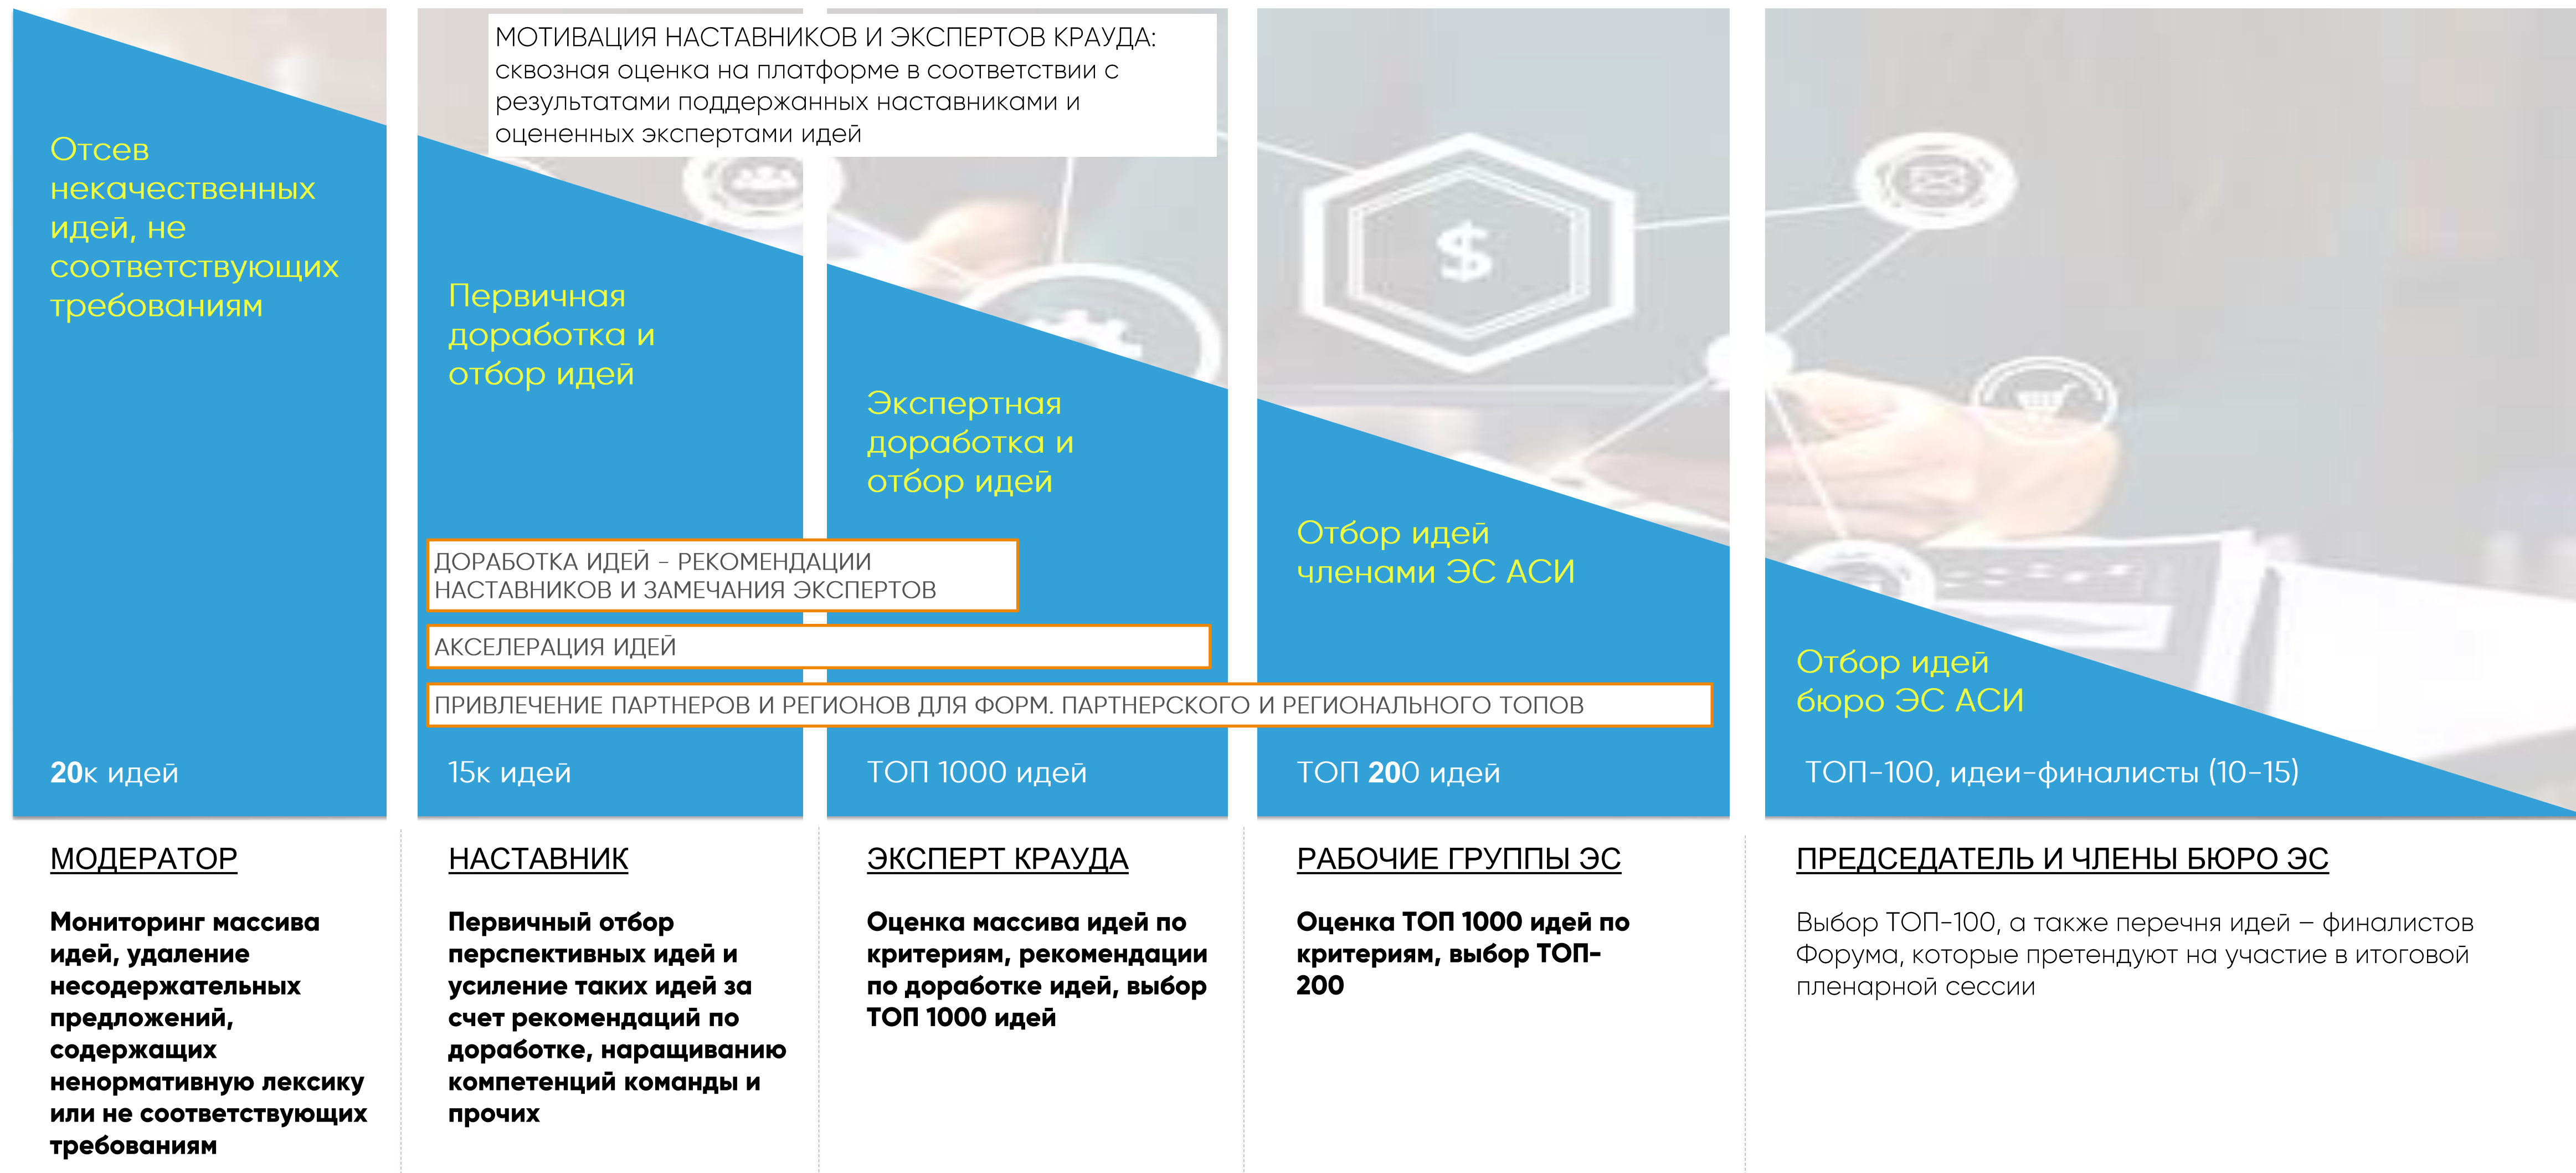 МОТИВАЦИЯ НАСТАВНИКОВ И ЭКСПЕРТОВ КРАУДА:
сквозная оценка на платформе в соответствии с
результатами поддержанных наставниками и
оцененных экспертами идей
Отсев
некачественных
идей, не
соответствующих
требованиям
Первичная
доработка и
отбор идей
Экспертная
доработка и
отбор идей
Отбор идей
членами ЭС АСИ
Отбор идей
бюро ЭС АСИ
ДОРАБОТКА ИДЕЙ - РЕКОМЕНДАЦИИ
НАСТАВНИКОВ И ЗАМЕЧАНИЯ ЭКСПЕРТОВ
АКСЕЛЕРАЦИЯ ИДЕЙ
ПРИВЛЕЧЕНИЕ ПАРТНЕРОВ И РЕГИОНОВ ДЛЯ ФОРМ. ПАРТНЕРСКОГО И РЕГИОНАЛЬНОГО ТОПОВ
20к идей
15к идей
ТОП 1000 идей
ТОП 200 идей
ТОП-100, идеи-финалисты (10-15)
МОДЕРАТОР
Мониторинг массива
идей, удаление
несодержательных
предложений,
содержащих
ненормативную лексику
или не соответствующих
требованиям
НАСТАВНИК
Первичный отбор
перспективных идей и
усиление таких идей за
счет рекомендаций по
доработке, наращиванию
компетенций команды и
прочих
ЭКСПЕРТ КРАУДА
Оценка массива идей по
критериям, рекомендации
по доработке идей, выбор
ТОП 1000 идей
РАБОЧИЕ ГРУППЫ ЭС
Оценка ТОП 1000 идей по
критериям, выбор ТОП-
200
ПРЕДСЕДАТЕЛЬ И ЧЛЕНЫ БЮРО ЭС
Выбор ТОП-100, а также перечня идей – финалистов
Форума, которые претендуют на участие в итоговой
пленарной сессии